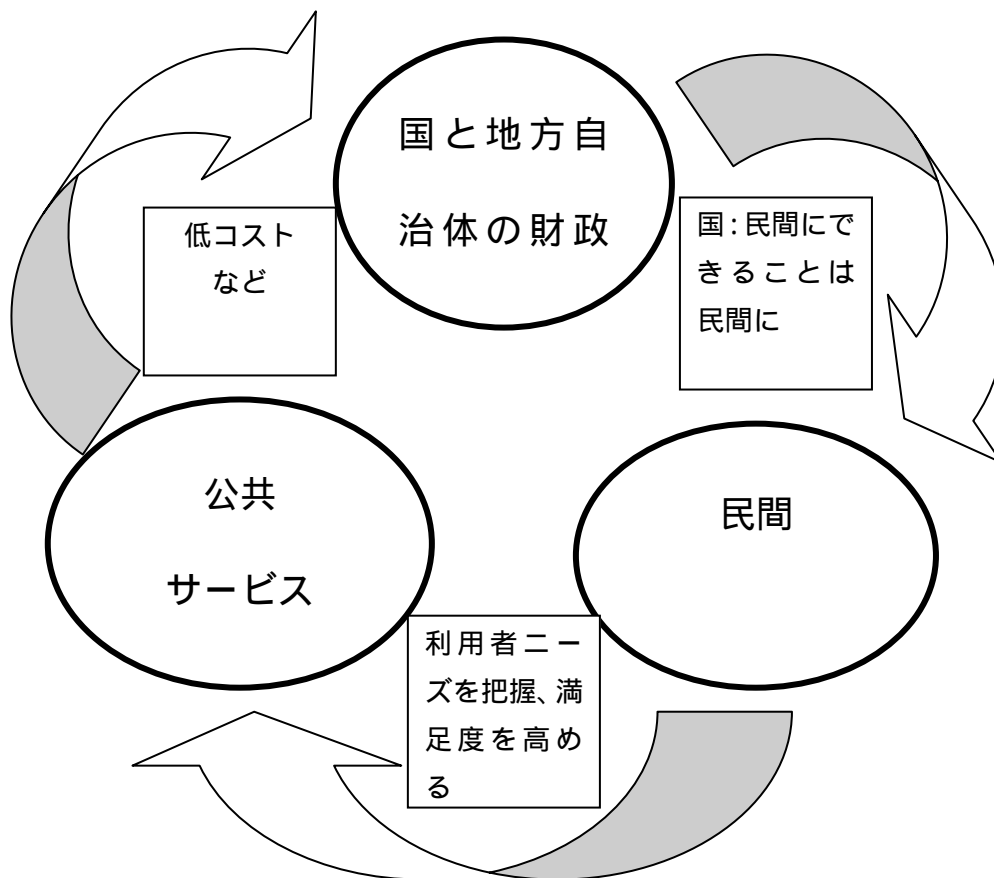 国と地方自
治体の財政
低コスト
など
国:民間にで
きることは
民間に
公共
サービス
民間
利用者ニー
ズを把握、満
足度を高め
る